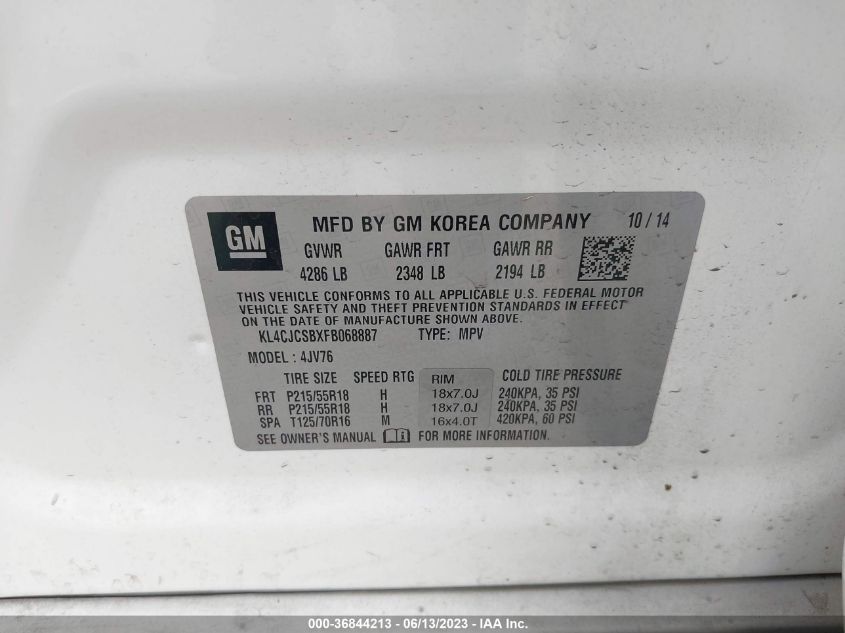 GM
MFD BY GM KOREA COMPANY 10 / 14
GVWR GAWR FRT GAWR RR
4286 LB 2348 LB 2194 LB
THIS VEHICLE CONFORMS TO ALL APPLICABLE U.S. FEDERAL MOTOR
VEHICLE SAFETY AND THEFT PREVENTION STANDARDS IN EFFECT
ON THE DATE OF MANUFACTURE SHOWN ABOVE.
KL4CJCSBXFB068887 TYPE: MPV
MODEL : 4JV76
TIRE SIZE SPEED RTG RIM COLD TIRE PRESSURE
FRT P215/55R18 H 18x7.0J 240KPA, 35 PSI
RR P215/55R18 H 18x7.0J 240KPA, 35 PSI
SPA T125/70R16 M 16x4.0T 420KPA, 60 PSI
SEE OWNER'S MANUAL FOR MORE INFORMATION.
000-36844213 - 06/13/2023 - IAA Inc.